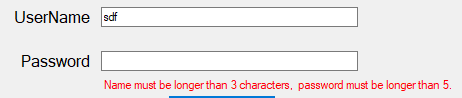 UserName sdf
Password
Name must be longer than 3 characters, password must be longer than 5.